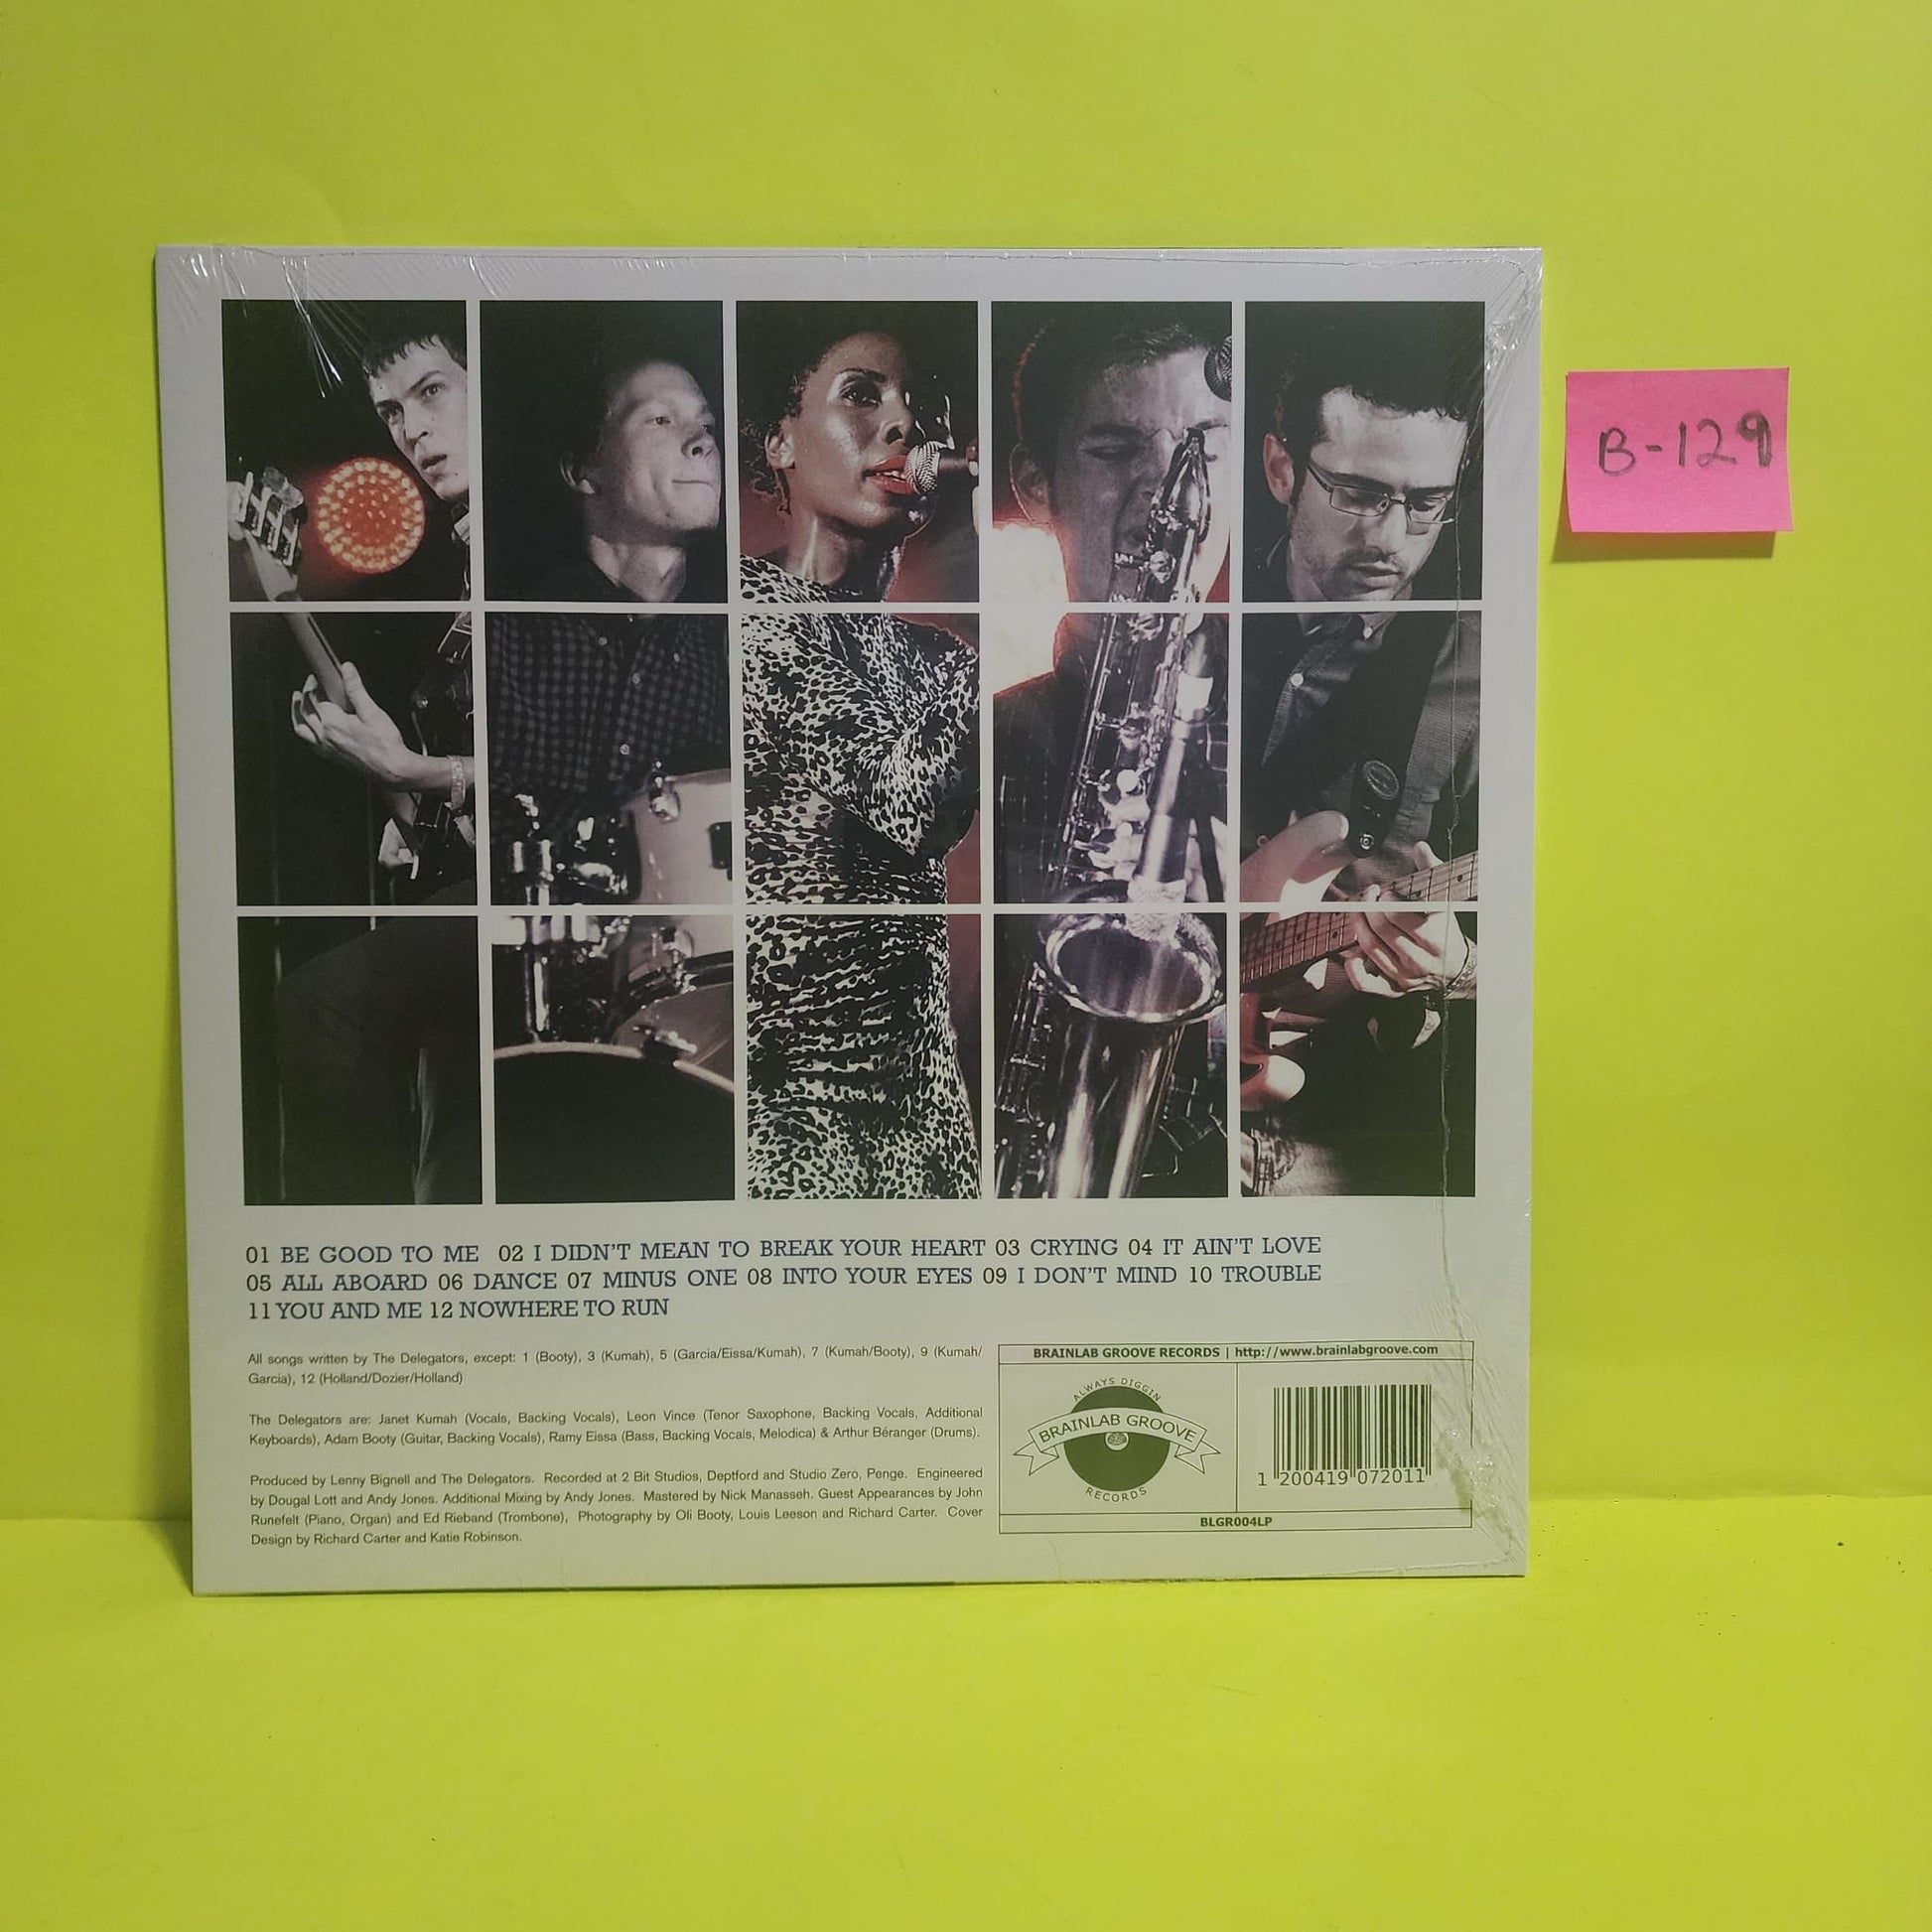 B-129
01 BE GOOD TO ME 02 I DIDN'T MEAN TO BREAK YOUR HEART 03 CRYING 04 IT AIN'T LOVE
05 ALL ABOARD 06 DANCE 07 MINUS ONE 08 INTO YOUR EYES 09 I DON'T MIND 10 TROUBLE
11 YOU AND ME 12 NOWHERE TO RUN
All songs written by The Delegators, except: 1 (Booty), 3 (Kumah), 5 (Garcia/Eissa/Kumah), 7 (Kumah/Booty), 9 (Kumah/
Garcia), 12 (Holland/Dozier/Holland)
The Delegators are: Janet Kumah (Vocals, Backing Vocals), Leon Vince (Tenor Saxophone, Backing Vocals, Additional
Keyboards), Adam Booty (Guitar, Backing Vocals), Ramy Eissa (Bass, Backing Vocals, Melodica) & Arthur Béranger (Drums).
Produced by Lenny Bignell and The Delegators. Recorded at 2 Bit Studios, Deptford and Studio Zero, Penge. Engineered
by Dougal Lott and Andy Jones. Additional Mixing by Andy Jones. Mastered by Nick Manasseh. Guest Appearances by John
Runefelt (Piano, Organ) and Ed Rieband (Trombone), Photography by Oli Booty, Louis Leeson and Richard Carter. Cover
Design by Richard Carter and Katie Robinson.
BRAINLAB GROOVE RECORDS | http://www.brainlabgroove.com
ALWAYS DIGGIN
BRAINLAB GROOVE
RECORDS
1 200419 072011
BLGR004LP